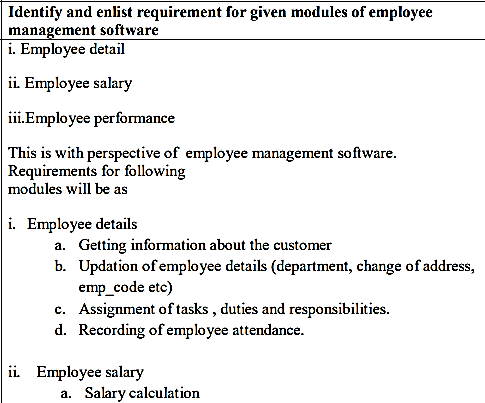 Identify and enlist requirement for given modules of employee
management software
i. Employee detail
ii. Employee salary
iii.Employee performance
This is with perspective of employee management software.
Requirements for following
modules will be as
i. Employee details
a. Getting information about the customer
b. Updation of employee details (department, change of address,
emp_code etc)
c. Assignment of tasks , duties and responsibilities.
d. Recording of employee attendance.
ii. Employee salary
a. Salary calculation